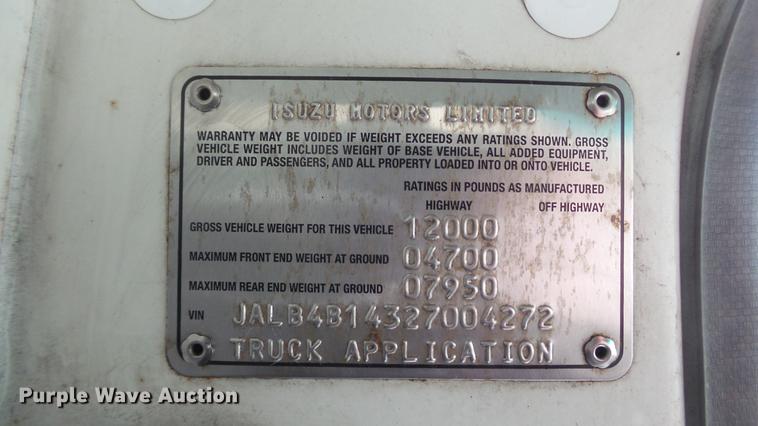 ISUZU MOTORS LIMITED
WARRANTY MAY BE VOIDED IF WEIGHT EXCEEDS ANY RATINGS SHOWN. GROSS
VEHICLE WEIGHT INCLUDES WEIGHT OF BASE VEHICLE, ALL ADDED EQUIPMENT,
DRIVER AND PASSENGERS, AND ALL PROPERTY LOADED INTO OR ONTO VEHICLE.
RATINGS IN POUNDS AS MANUFACTURED
HIGHWAY OFF HIGHWAY
GROSS VEHICLE WEIGHT FOR THIS VEHICLE 12000
MAXIMUM FRONT END WEIGHT AT GROUND 04700
MAXIMUM REAR END WEIGHT AT GROUND 07950
VIN JALB4B14327004272
TRUCK APPLICATION
Purple Wave Auction